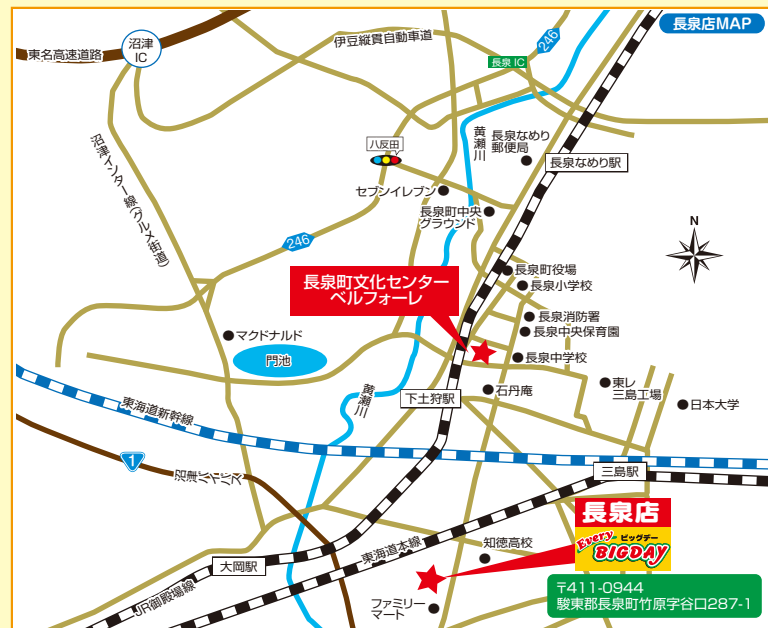 長泉店MAP
東名高速道路
沼津
IC
伊豆縦貫自動車道
246
長泉 IC
沼津インター線(グルメ街道)
八反田
黄瀬川
長泉なめり
郵便局
長泉なめり駅
セブンイレブン
長泉町中央
グラウンド
N
246
長泉町文化センター
ベルフォーレ
長泉町役場
長泉小学校
長泉消防署
長泉中央保育園
長泉中学校
マクドナルド
門池
黄瀬川
下土狩駅
石丹庵
東レ
三島工場
日本大学
東海道新幹線
1
沼津バイパス
三島駅
長泉店
Every ビッグデー
BIGDAY
知徳高校
東海道本線
大岡駅
JR御殿場線
ファミリー
マート
〒411-0944
駿東郡長泉町竹原字谷口287-1